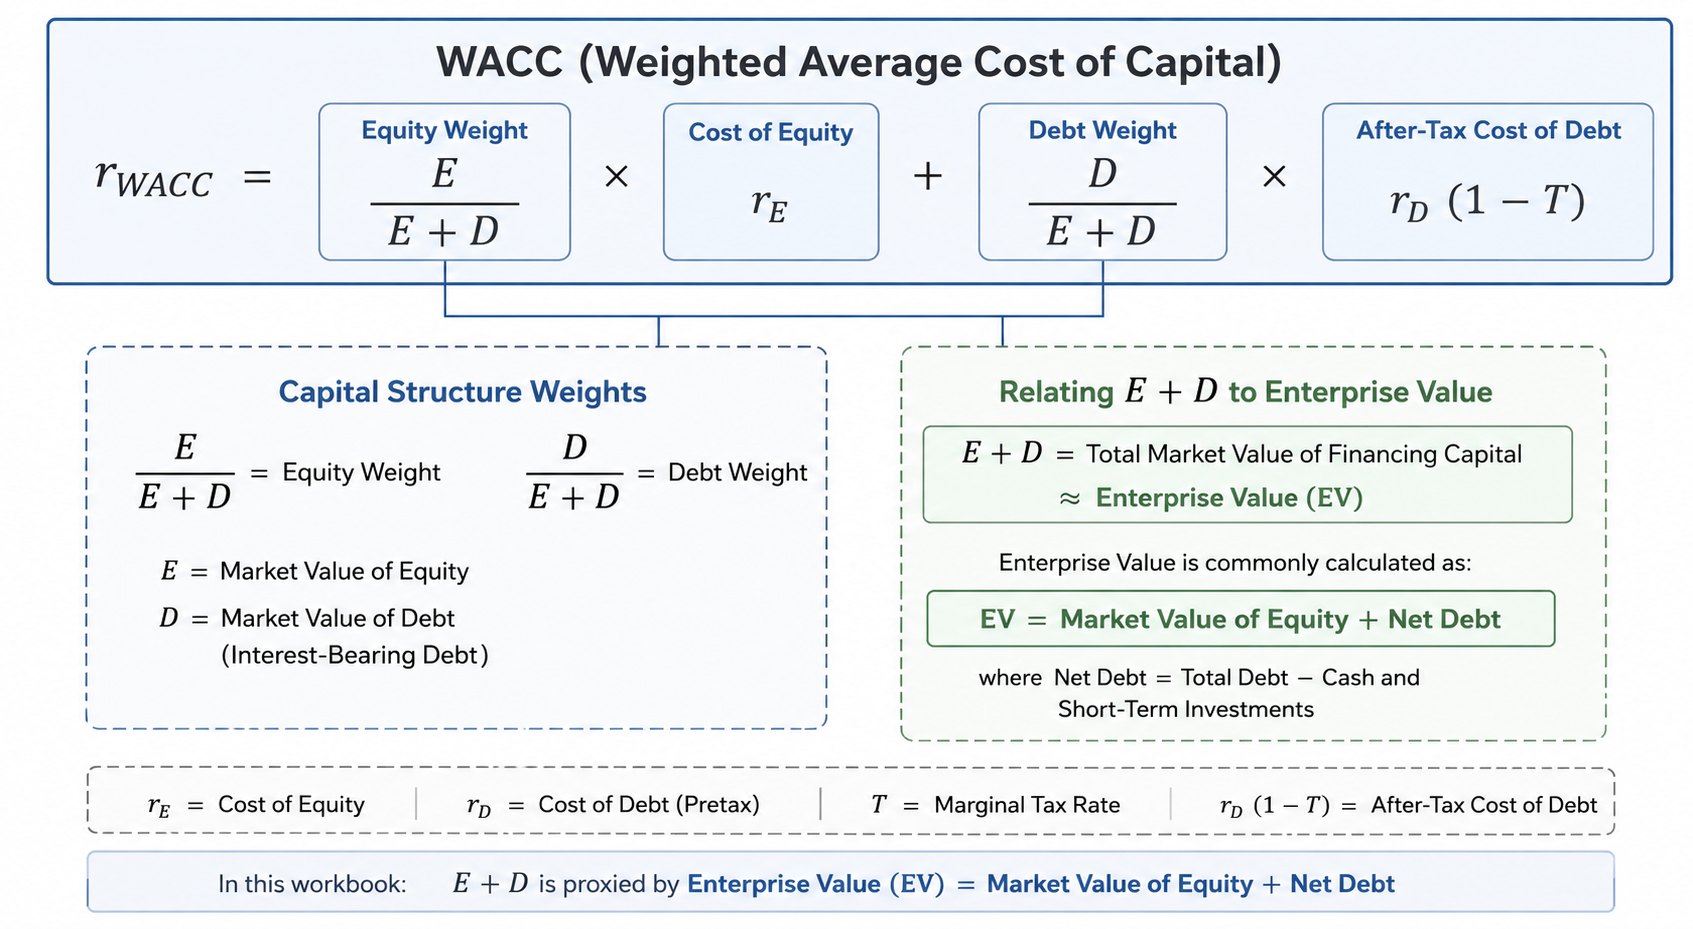 WACC (Weighted Average Cost of Capital)
r_WACC = Equity Weight E / (E + D) × Cost of Equity r_E + Debt Weight D / (E + D) × After-Tax Cost of Debt r_D (1 − T)
Capital Structure Weights
E / (E + D) = Equity Weight
D / (E + D) = Debt Weight
E = Market Value of Equity
D = Market Value of Debt
(Interest-Bearing Debt)
Relating E + D to Enterprise Value
E + D = Total Market Value of Financing Capital
≈ Enterprise Value (EV)
Enterprise Value is commonly calculated as:
EV = Market Value of Equity + Net Debt
where Net Debt = Total Debt − Cash and
Short-Term Investments
r_E = Cost of Equity
r_D = Cost of Debt (Pretax)
T = Marginal Tax Rate
r_D (1 − T) = After-Tax Cost of Debt
In this workbook: E + D is proxied by Enterprise Value (EV) = Market Value of Equity + Net Debt